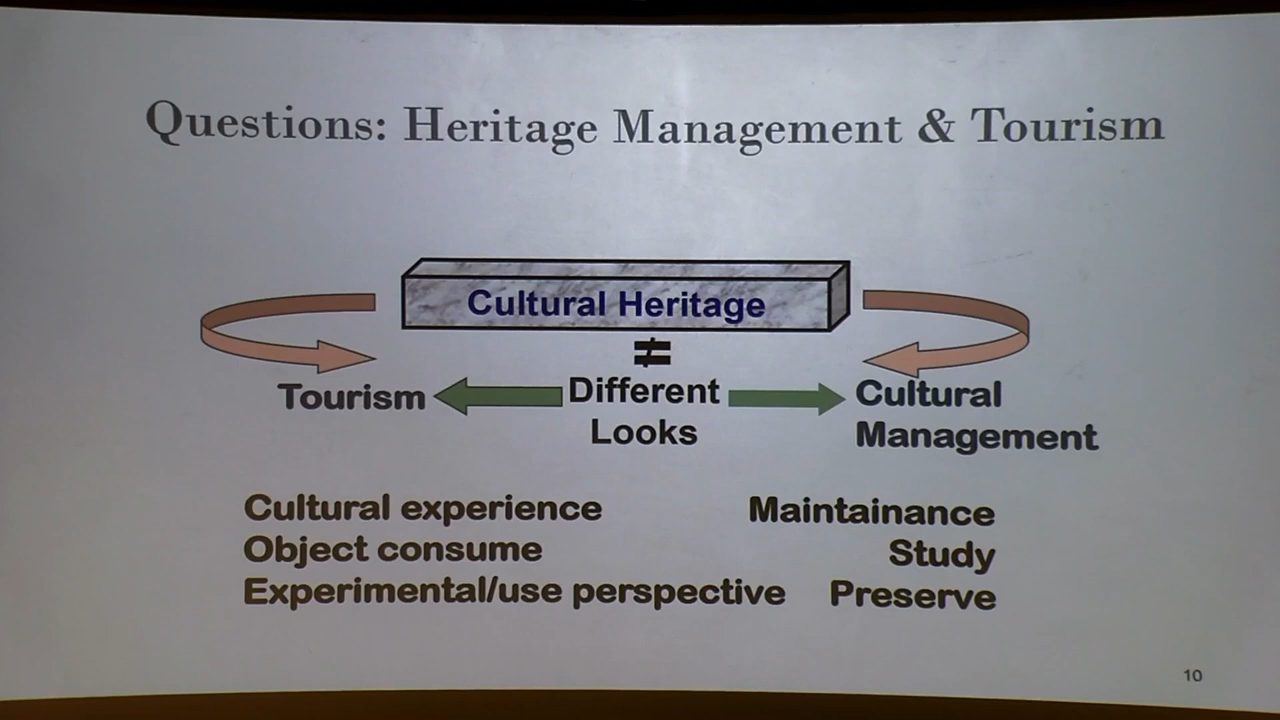 Questions: Heritage Management & Tourism
Cultural Heritage
≠
Tourism
Different
Looks
Cultural
Management
Cultural experience
Object consume
Experimental/use perspective
Maintainance
Study
Preserve
10